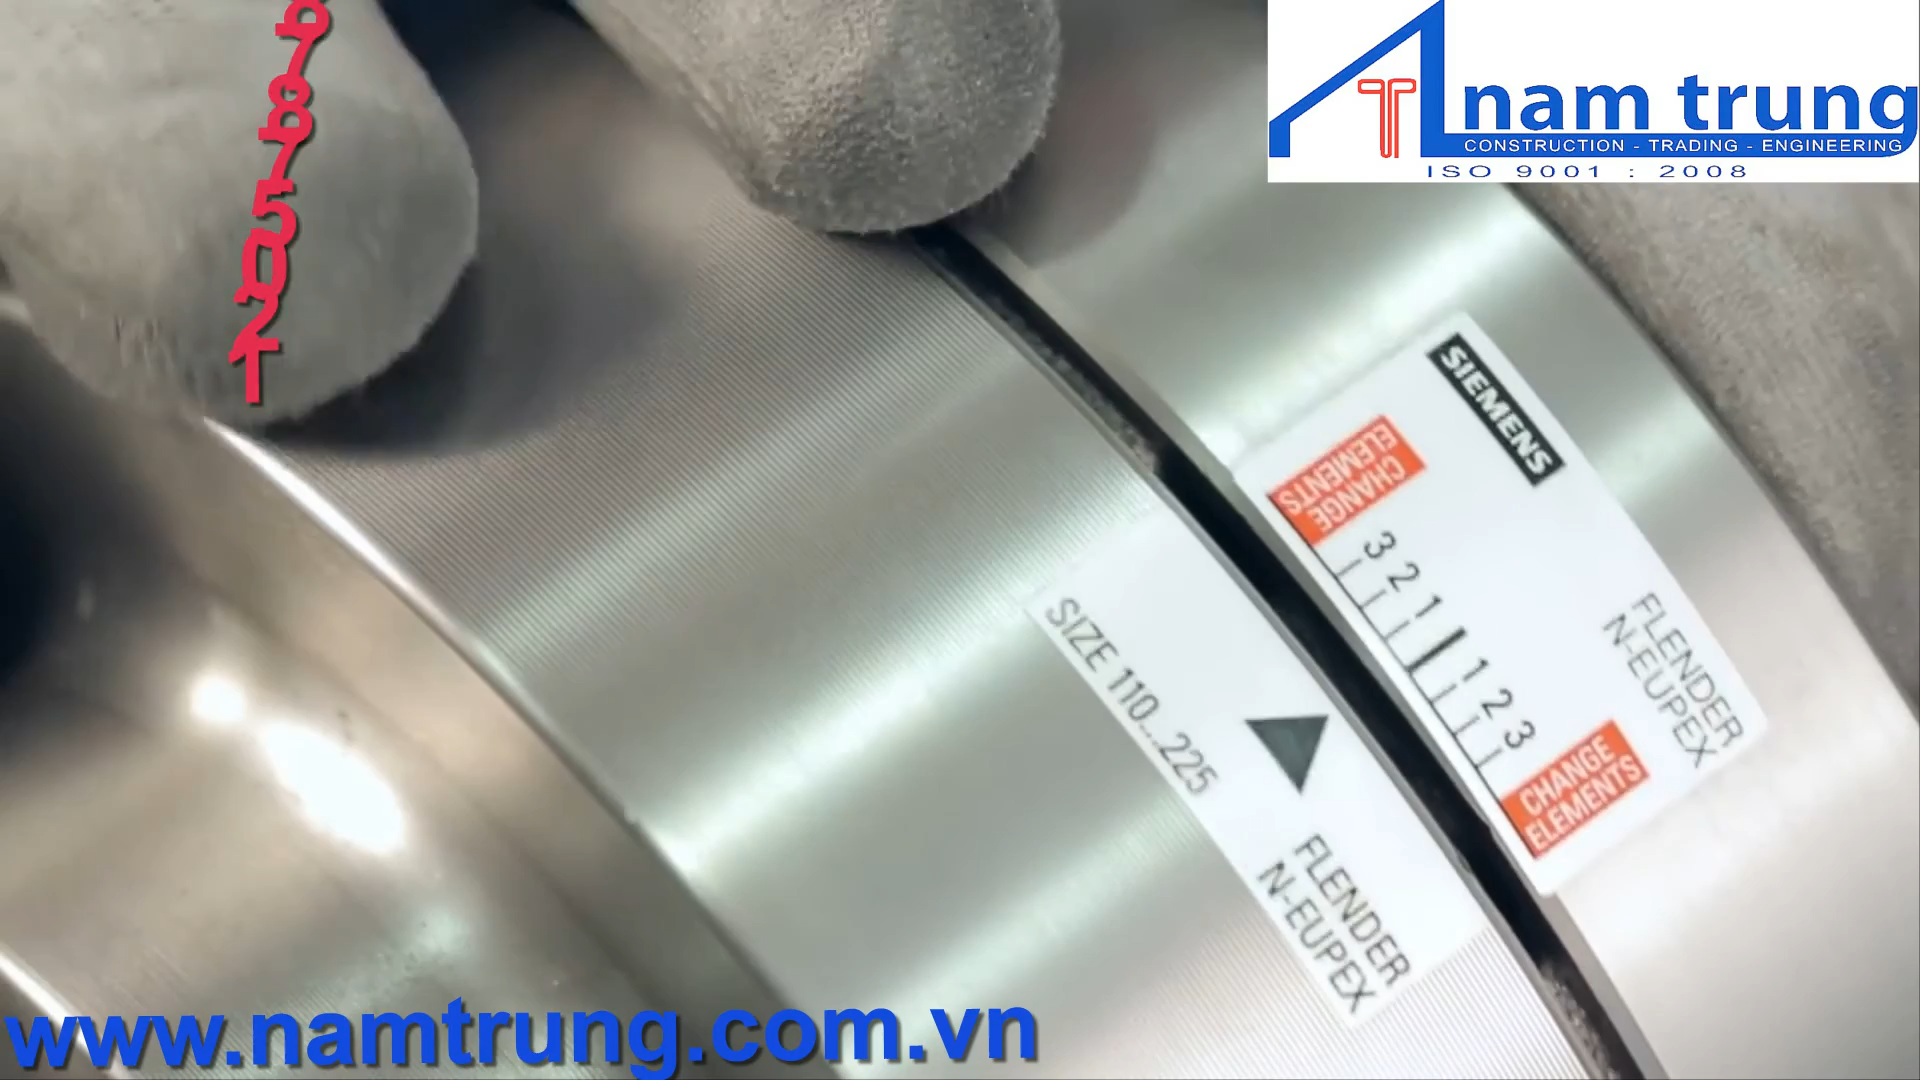 nam trung
CONSTRUCTION - TRADING - ENGINEERING
ISO 9001 : 2008
SIEMENS
CHANGE
ELEMENTS
3 2 1 1 2 3
CHANGE
ELEMENTS
FLENDER
N-EUPEX
SIZE 110...225
FLENDER
N-EUPEX
www.namtrung.com.vn